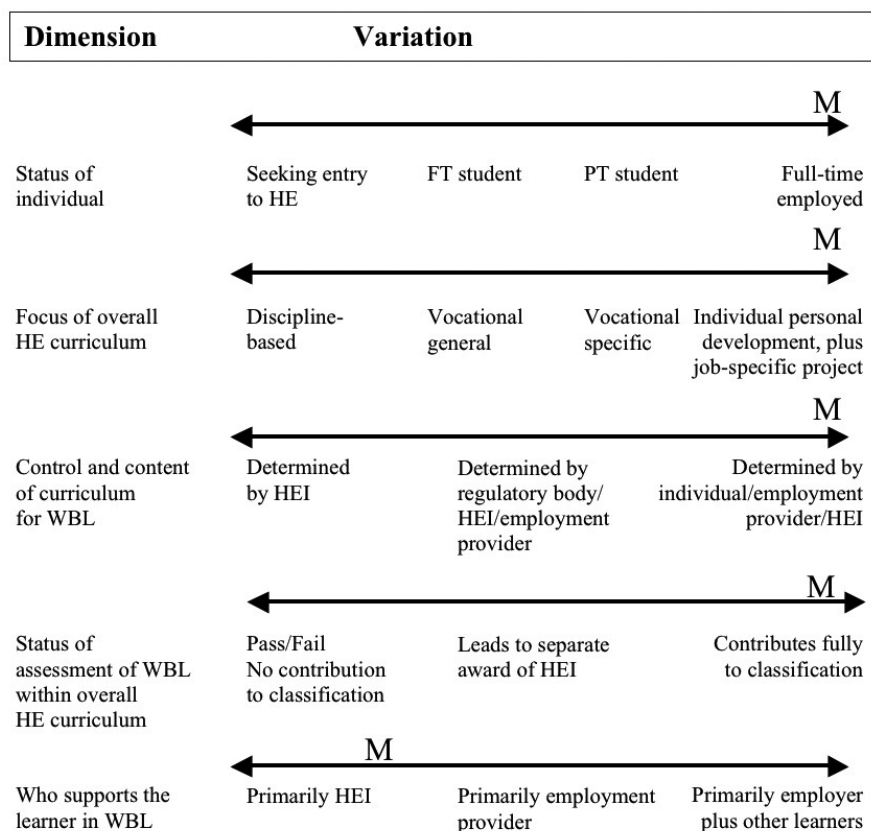 Dimension Variation
M
Status of individual
Seeking entry to HE
FT student
PT student
Full-time employed
M
Focus of overall HE curriculum
Discipline-based
Vocational general
Vocational specific
Individual personal development, plus job-specific project
M
Control and content of curriculum for WBL
Determined by HEI
Determined by regulatory body/ HEI/employment provider
Determined by individual/employment provider/HEI
M
Status of assessment of WBL within overall HE curriculum
Pass/Fail No contribution to classification
Leads to separate award of HEI
Contributes fully to classification
M
Who supports the learner in WBL
Primarily HEI
Primarily employment provider
Primarily employer plus other learners